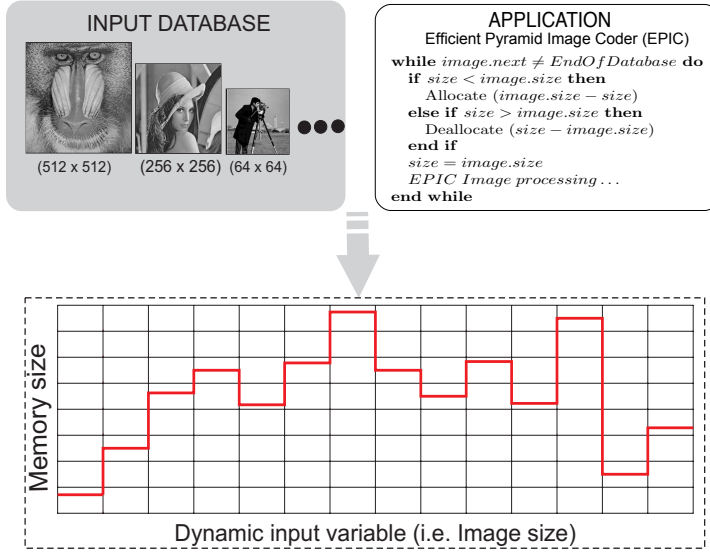 INPUT DATABASE
(512 x 512)
(256 x 256)
(64 x 64)
APPLICATION
Efficient Pyramid Image Coder (EPIC)
while image.next ≠ EndOfDatabase do
if size < image.size then
Allocate (image.size − size)
else if size > image.size then
Deallocate (size − image.size)
end if
size = image.size
EPIC Image processing . . .
end while
Memory size
Dynamic input variable (i.e. Image size)